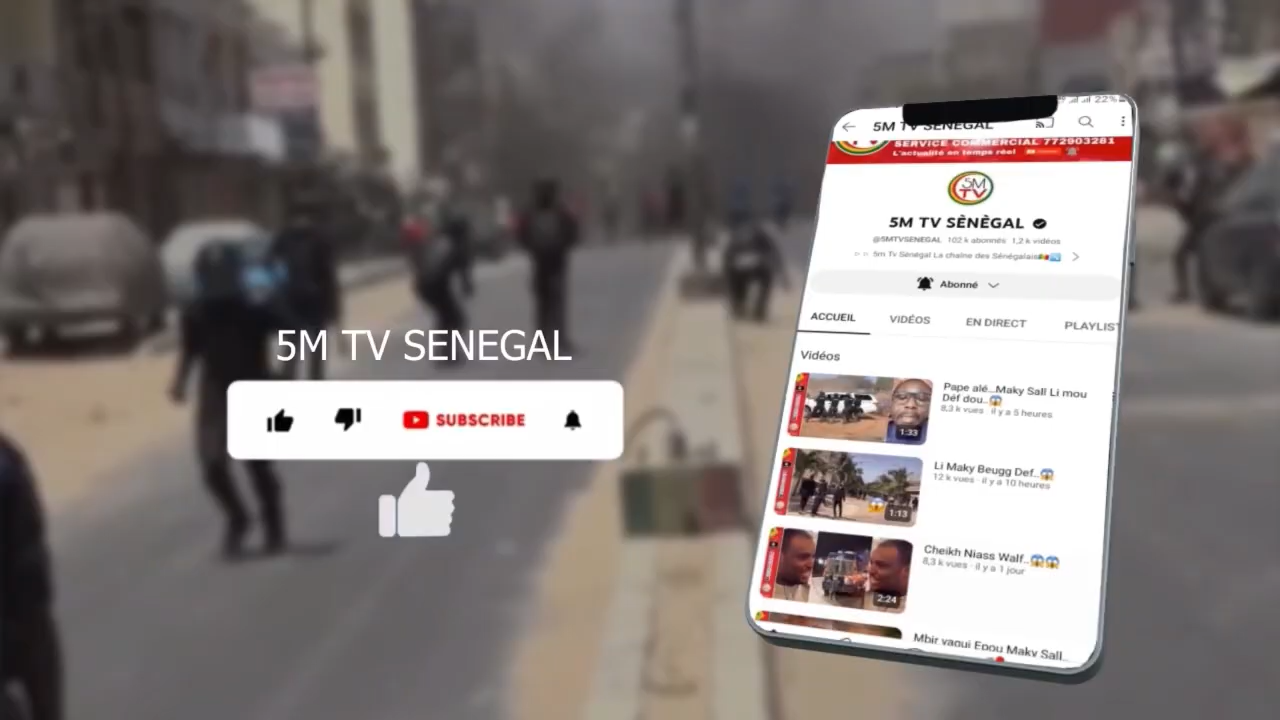 5M TV SENEGAL
SUBSCRIBE
22%
5M TV SENEGAL
SERVICE COMMERCIAL 772903281
L'actualité en temps réel
5M
TV
5M TV SÈNÈGAL
@5MTVSENEGAL 102 k abonnés 1,2 k vidéos
5m Tv Sénégal La chaîne des Sénégalais
Abonné
ACCUEIL VIDÉOS EN DIRECT PLAYLIST
Vidéos
Pape alé...Maky Sall Li mou
Déf dou..😱
8,3 k vues · il y a 5 heures
1:33
Li Maky Beugg Def..😱
12 k vues · il y a 10 heures
1:13
Cheikh Niass Walf..😱😱
8,3 k vues · il y a 1 jour
2:24
Mbir yaqui Epou Maky Sall..